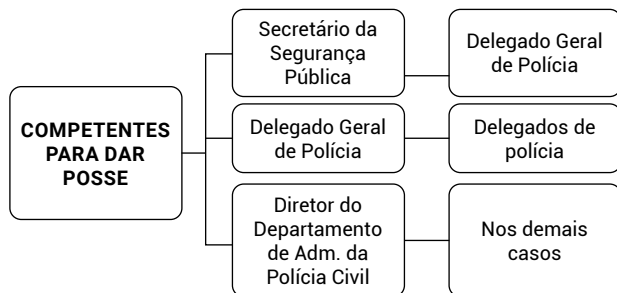 COMPETENTES
PARA DAR
POSSE
Secretário da
Segurança
Pública
Delegado Geral
de Polícia
Delegado Geral
de Polícia
Delegados de
polícia
Diretor do
Departamento
de Adm. da
Polícia Civil
Nos demais
casos